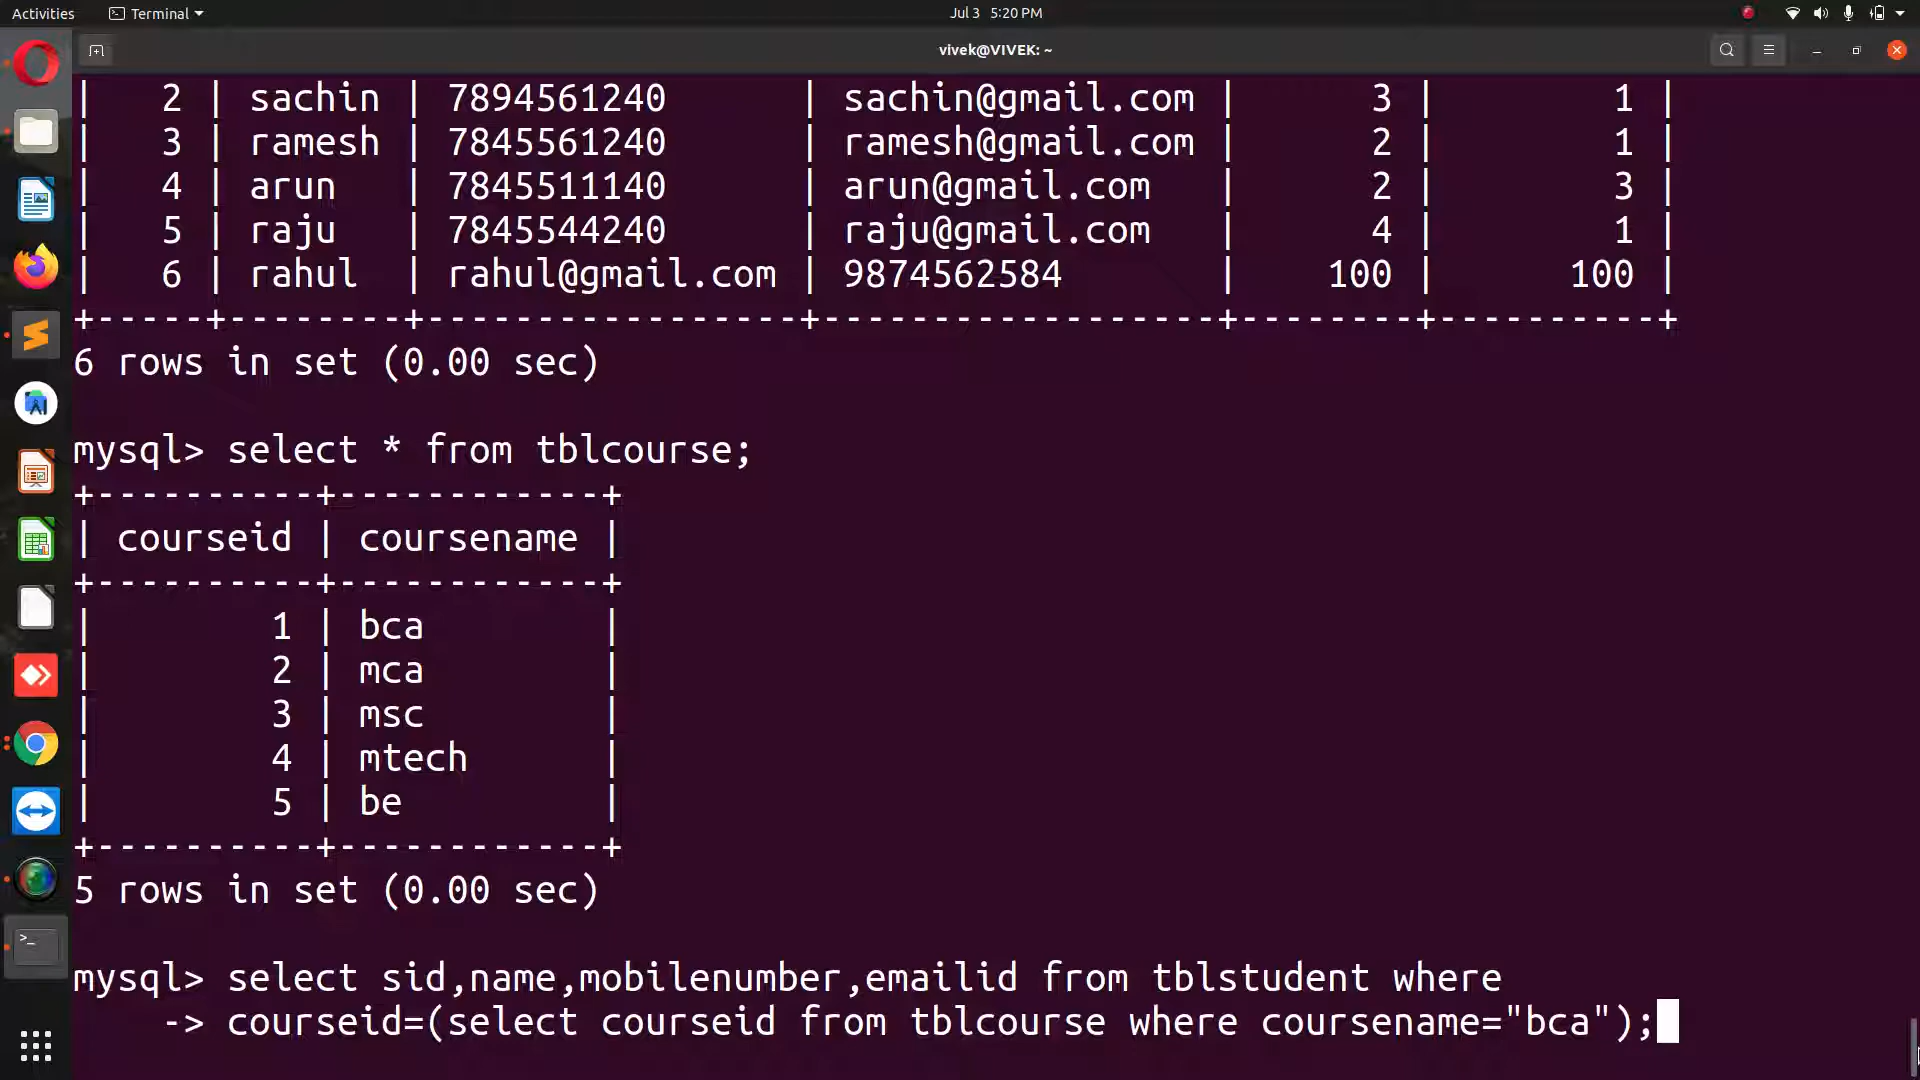 Activities Terminal Jul 3 5:20 PM
vivek@VIVEK: ~
| 2 | sachin | 7894561240 | sachin@gmail.com | 3 | 1 |
| 3 | ramesh | 7845561240 | ramesh@gmail.com | 2 | 1 |
| 4 | arun | 7845511140 | arun@gmail.com | 2 | 3 |
| 5 | raju | 7845544240 | raju@gmail.com | 4 | 1 |
| 6 | rahul | rahul@gmail.com | 9874562584 | 100 | 100 |
+-----+--------+-----------------+------------------+--------+----------+
6 rows in set (0.00 sec)
mysql> select * from tblcourse;
+----------+------------+
| courseid | coursename |
+----------+------------+
| 1 | bca |
| 2 | mca |
| 3 | msc |
| 4 | mtech |
| 5 | be |
+----------+------------+
5 rows in set (0.00 sec)
mysql> select sid,name,mobilenumber,emailid from tblstudent where
-> courseid=(select courseid from tblcourse where coursename="bca");